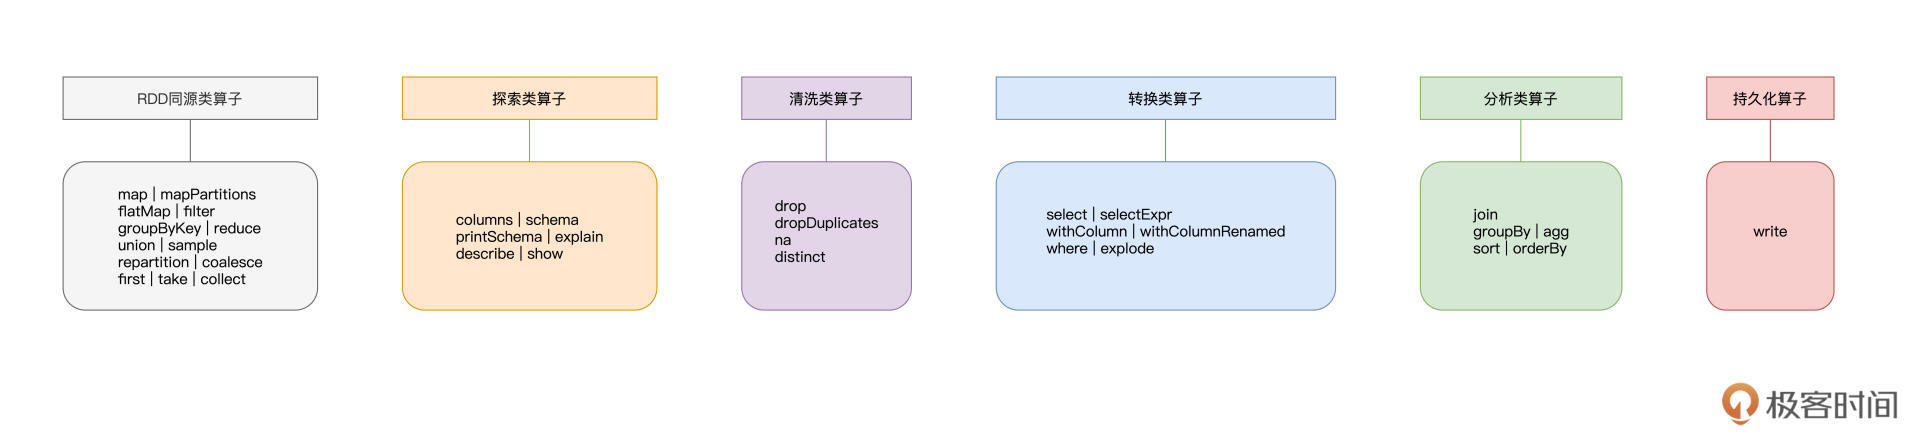 RDD同源类算子
map | mapPartitions
flatMap | filter
groupByKey | reduce
union | sample
repartition | coalesce
first | take | collect
探索类算子
columns | schema
printSchema | explain
describe | show
清洗类算子
drop
dropDuplicates
na
distinct
转换类算子
select | selectExpr
withColumn | withColumnRenamed
where | explode
分析类算子
join
groupBy | agg
sort | orderBy
持久化算子
write
极客时间